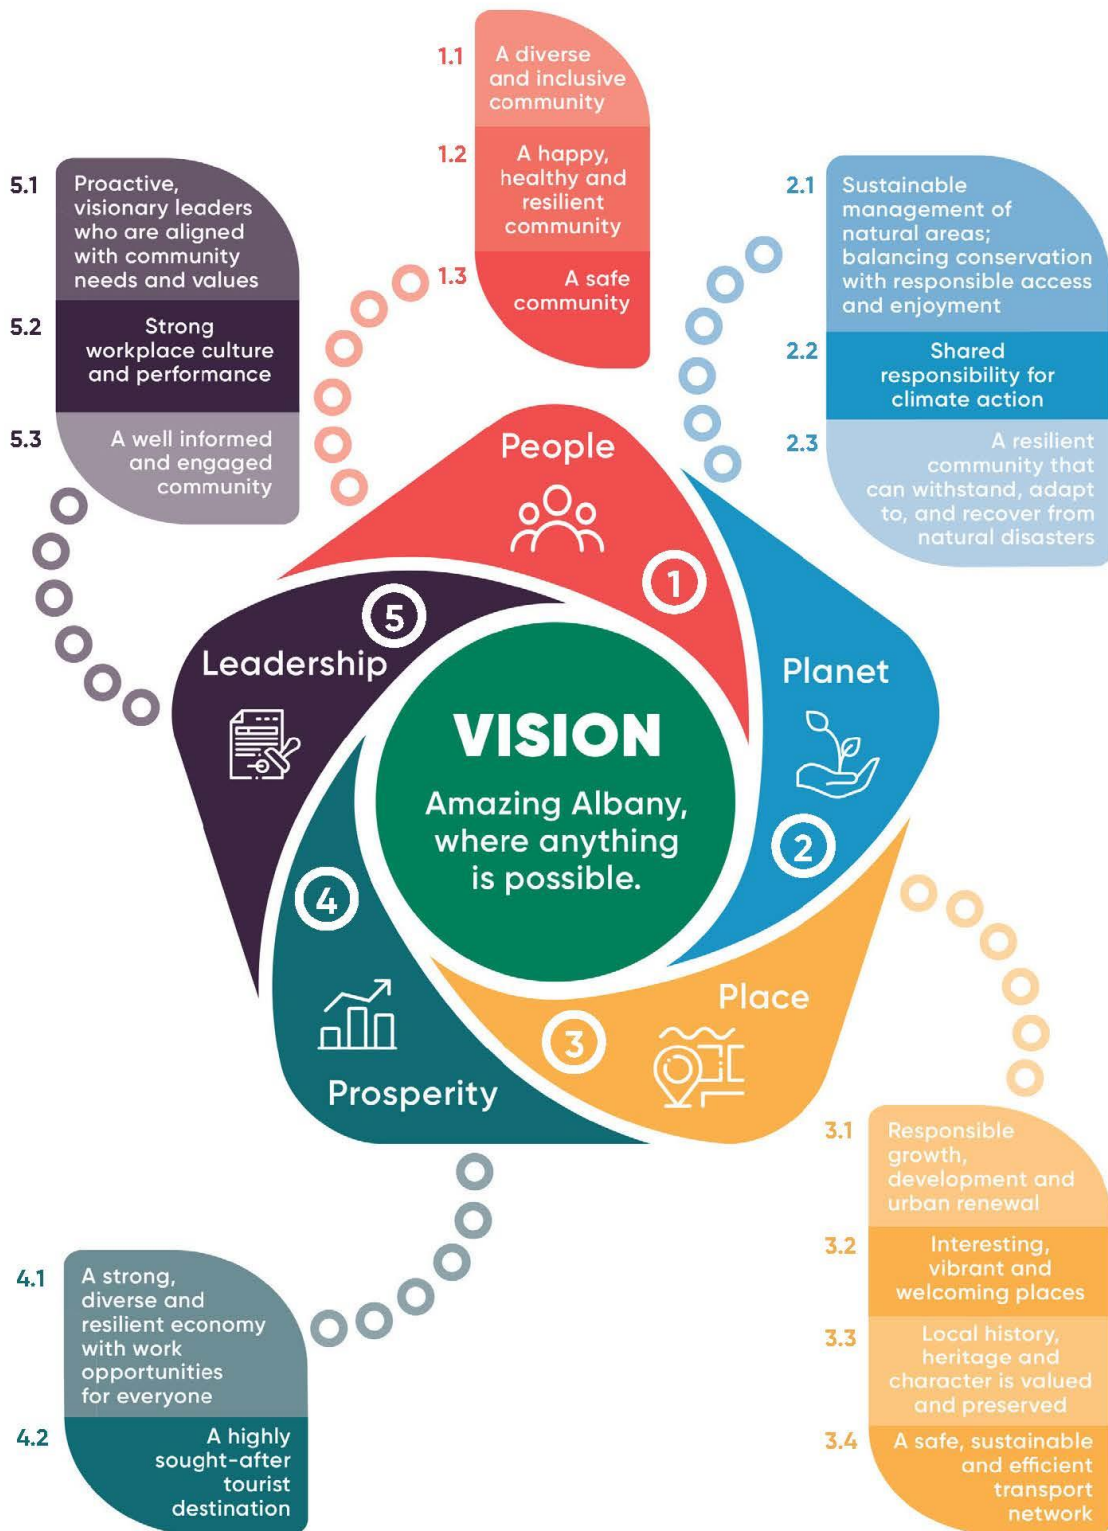 1.1
A diverse
and inclusive
community
1.2
A happy,
healthy and
resilient
community
1.3
A safe
community
5.1
Proactive,
visionary leaders
who are aligned
with community
needs and values
5.2
Strong
workplace culture
and performance
5.3
A well informed
and engaged
community
2.1
Sustainable
management of
natural areas;
balancing conservation
with responsible access
and enjoyment
2.2
Shared
responsibility for
climate action
2.3
A resilient
community that
can withstand, adapt
to, and recover from
natural disasters
People
1
5
Leadership
Planet
2
VISION
Amazing Albany,
where anything
is possible.
4
Prosperity
3
Place
3.1
Responsible
growth,
development and
urban renewal
3.2
Interesting,
vibrant and
welcoming places
3.3
Local history,
heritage and
character is valued
and preserved
3.4
A safe, sustainable
and efficient
transport
network
4.1
A strong,
diverse and
resilient economy
with work
opportunities
for everyone
4.2
A highly
sought-after
tourist
destination